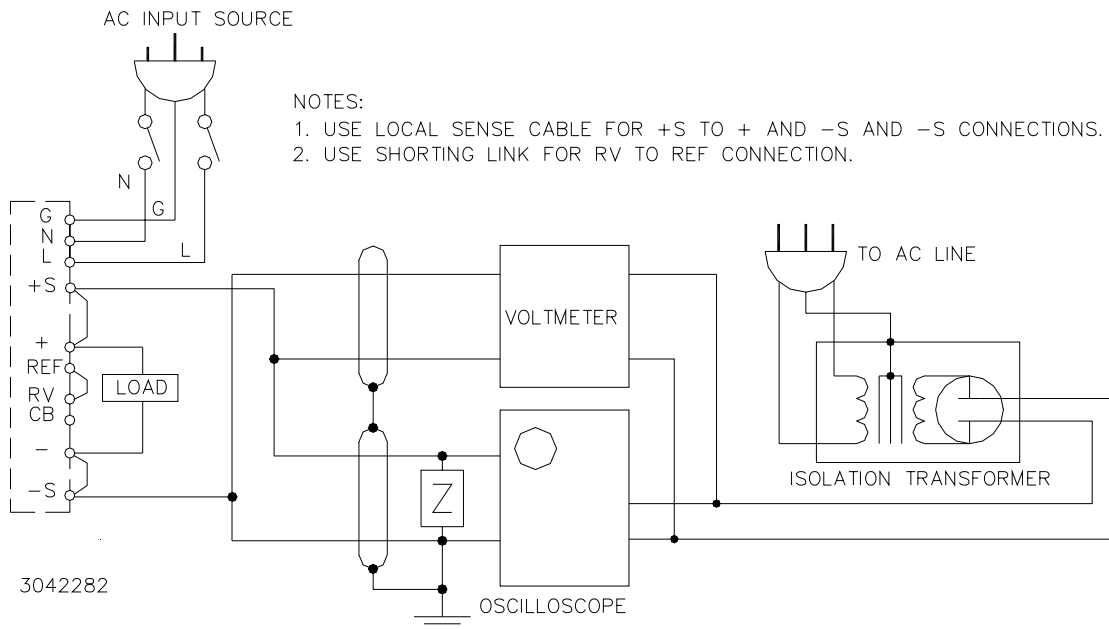 AC INPUT SOURCE
NOTES:
1. USE LOCAL SENSE CABLE FOR +S TO + AND -S AND -S CONNECTIONS.
2. USE SHORTING LINK FOR RV TO REF CONNECTION.
N
G
L
G
N
L
+S
+
REF
RV
CB
-
-S
LOAD
VOLTMETER
TO AC LINE
Z
ISOLATION TRANSFORMER
OSCILLOSCOPE
3042282